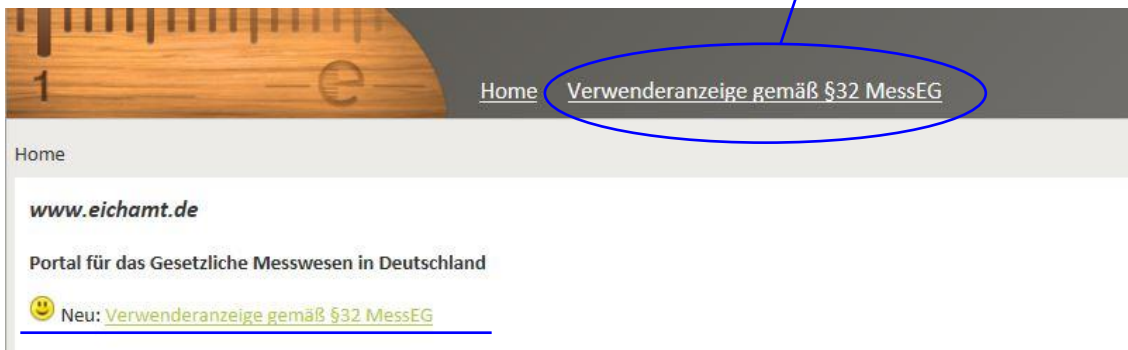 1 e
Home Verwenderanzeige gemäß §32 MessEG
Home
www.eichamt.de
Portal für das Gesetzliche Messwesen in Deutschland
Neu: Verwenderanzeige gemäß §32 MessEG